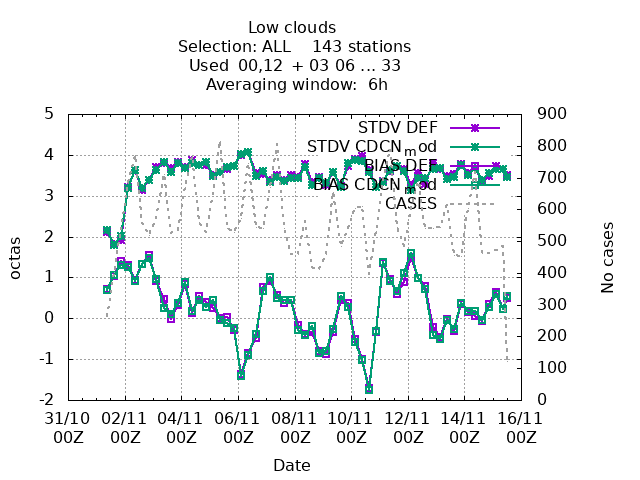 Low clouds
Selection: ALL    143 stations
Used  00,12  + 03 06 ... 33
Averaging window:  6h
STDV DEF
STDV CDCN_mod
BIAS DEF
BIAS CDCN_mod
CASES
octas
5
4
3
2
1
0
-1
-2
No cases
900
800
700
600
500
400
300
200
100
0
31/10 02/11 04/11 06/11 08/11 10/11 12/11 14/11 16/11
00Z 00Z 00Z 00Z 00Z 00Z 00Z 00Z 00Z
Date